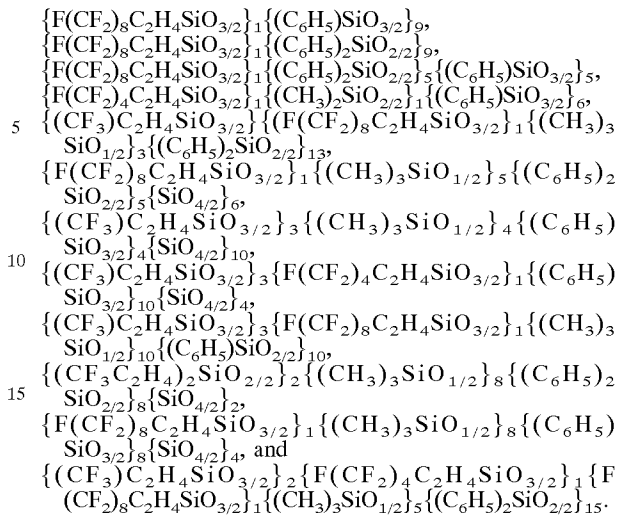 {F(CF₂)₈C₂H₄SiO₃/₂}₁{(C₆H₅)SiO₃/₂}₉,
{F(CF₂)₈C₂H₄SiO₃/₂}₁{(C₆H₅)₂SiO₂/₂}₉,
{F(CF₂)₈C₂H₄SiO₃/₂}₁{(C₆H₅)₂SiO₂/₂}₅{(C₆H₅)SiO₃/₂}₅,
{F(CF₂)₄C₂H₄SiO₃/₂}₁{(CH₃)₂SiO₂/₂}₁{(C₆H₅)SiO₃/₂}₆,
5 {(CF₃)C₂H₄SiO₃/₂}{(F(CF₂)₈C₂H₄SiO₃/₂}₁{(CH₃)₃
SiO₁/₂}₃{(C₆H₅)₂SiO₂/₂}₁₃,
{F(CF₂)₈C₂H₄SiO₃/₂}₁{(CH₃)₃SiO₁/₂}₅{(C₆H₅)₂
SiO₂/₂}₅{SiO₄/₂}₆,
{(CF₃)C₂H₄SiO₃/₂}₃{(CH₃)₃SiO₁/₂}₄{(C₆H₅)
10 SiO₃/₂}₄{SiO₄/₂}₁₀,
{(CF₃)C₂H₄SiO₃/₂}₃{F(CF₂)₄C₂H₄SiO₃/₂}₁{(C₆H₅)
SiO₃/₂}₁₀{SiO₄/₂}₄,
{(CF₃)C₂H₄SiO₃/₂}₃{F(CF₂)₈C₂H₄SiO₃/₂}₁{(CH₃)₃
SiO₁/₂}₁₀{(C₆H₅)SiO₂/₂}₁₀,
{(CF₃C₂H₄)₂SiO₂/₂}₂{(CH₃)₃SiO₁/₂}₈{(C₆H₅)₂
15 SiO₂/₂}₈{SiO₄/₂}₂,
{F(CF₂)₈C₂H₄SiO₃/₂}₁{(CH₃)₃SiO₁/₂}₈{(C₆H₅)
SiO₃/₂}₈{SiO₄/₂}₄, and
{(CF₃)C₂H₄SiO₃/₂}₂{F(CF₂)₄C₂H₄SiO₃/₂}₁{F
(CF₂)₈C₂H₄SiO₃/₂}₁{(CH₃)₃SiO₁/₂}₅{(C₆H₅)₂SiO₂/₂}₁₅.